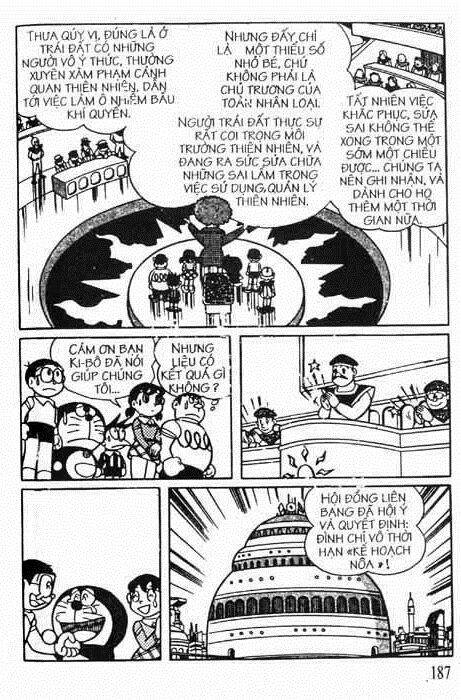 THƯA QÚY VỊ, ĐÚNG LÀ Ở
TRÁI ĐẤT CÓ NHỮNG
NGƯỜI VÔ Ý THỨC, THƯỜNG
XUYÊN XÂM PHẠM CẢNH
QUAN THIÊN NHIÊN, DẪN
TỚI VIỆC LÀM Ô NHIỄM BẦU
KHÍ QUYỂN.
NHƯNG ĐẤY CHỈ
LÀ MỘT THIỂU SỐ
NHỎ BÉ, CHỨ
KHÔNG PHẢI LÀ
CHỦ TRƯƠNG CỦA
TOÀN NHÂN LOẠI.
NGƯỜI TRÁI ĐẤT THỰC SỰ
RẤT COI TRỌNG MÔI
TRƯỜNG THIÊN NHIÊN, VÀ
ĐANG RA SỨC SỬA CHỮA
NHỮNG SAI LẦM TRONG
VIỆC SỬ DỤNG, QUẢN LÝ
THIÊN NHIÊN.
TẤT NHIÊN VIỆC
KHẮC PHỤC, SỬA
SAI KHÔNG THỂ
XONG TRONG MỘT
SỚM MỘT CHIỀU
ĐƯỢC... CHÚNG TA
NÊN GHI NHẬN, VÀ
DÀNH CHO HỌ
THÊM MỘT THỜI
GIAN NỮA.
CẢM ƠN BẠN
KI-BÔ ĐÃ NÓI
GIÚP CHÚNG
TÔI...
NHƯNG
LIỆU CÓ
KẾT QUẢ GÌ
KHÔNG?
HỘI ĐỒNG LIÊN
BANG ĐÃ HỘI Ý
VÀ QUYẾT ĐỊNH:
ĐÌNH CHỈ VÔ THỜI
HẠN «KẾ HOẠCH
NÔA»!
187